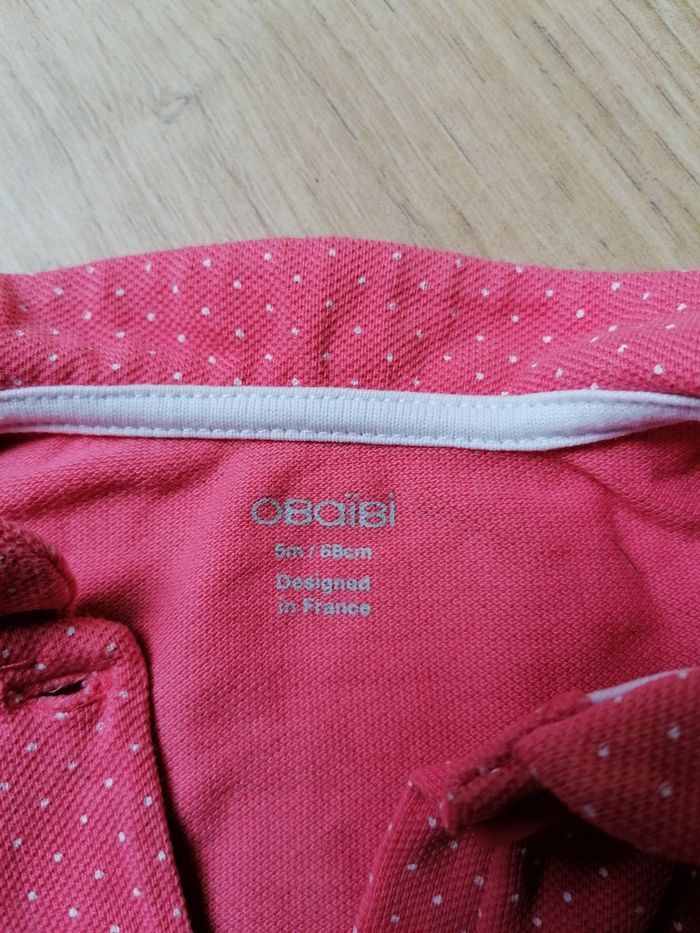 OBaïBi
6m / 68cm
Designed
in France